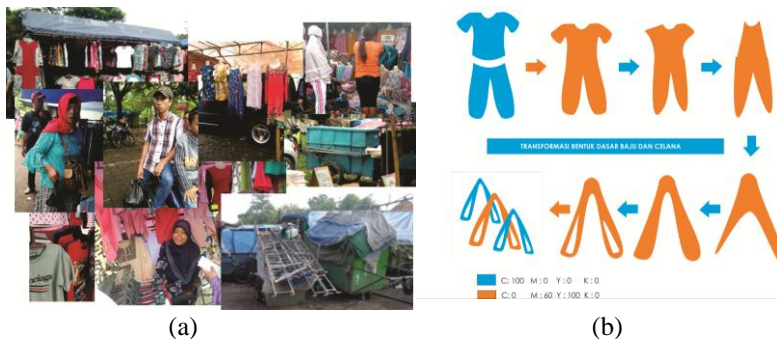 TRANSFORMASI BENTUK DASAR BAJU DAN CELANA
C: 100 M : 0 Y : 0 K : 0
C: 0 M : 60 Y : 100 K : 0
(a)
(b)